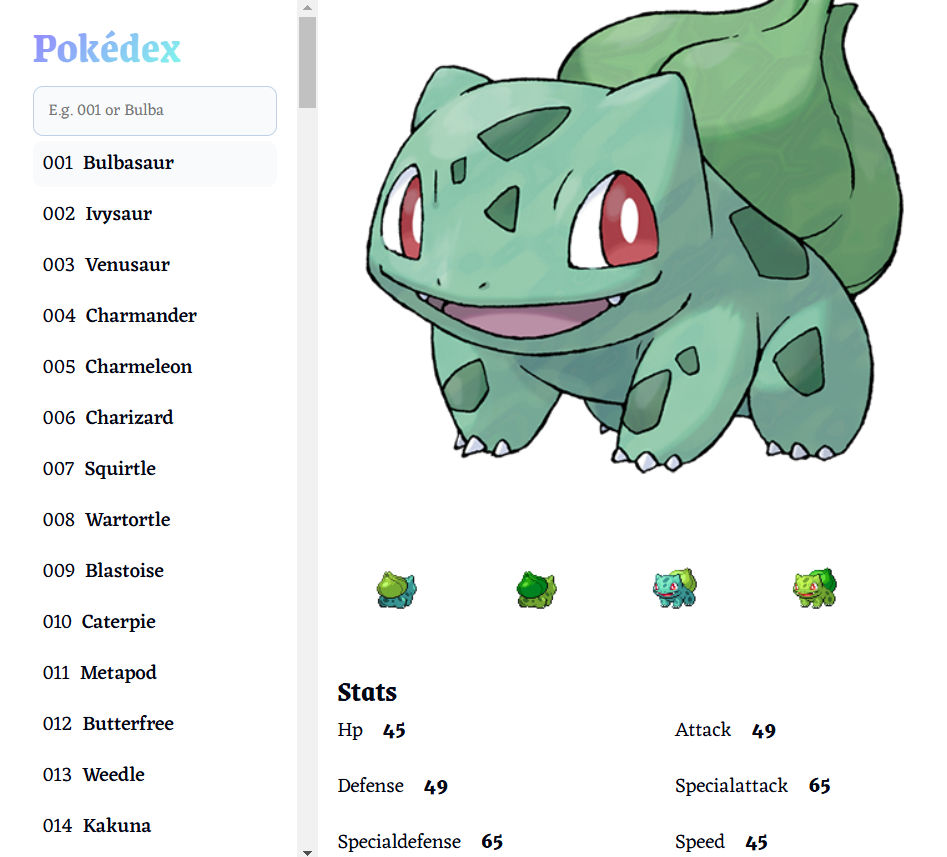 Pokédex
E.g. 001 or Bulba
001 Bulbasaur
002 Ivysaur
003 Venusaur
004 Charmander
005 Charmeleon
006 Charizard
007 Squirtle
008 Wartortle
009 Blastoise
010 Caterpie
011 Metapod
012 Butterfree
013 Weedle
014 Kakuna
Stats
Hp 45 Attack 49
Defense 49 Specialattack 65
Specialdefense 65 Speed 45